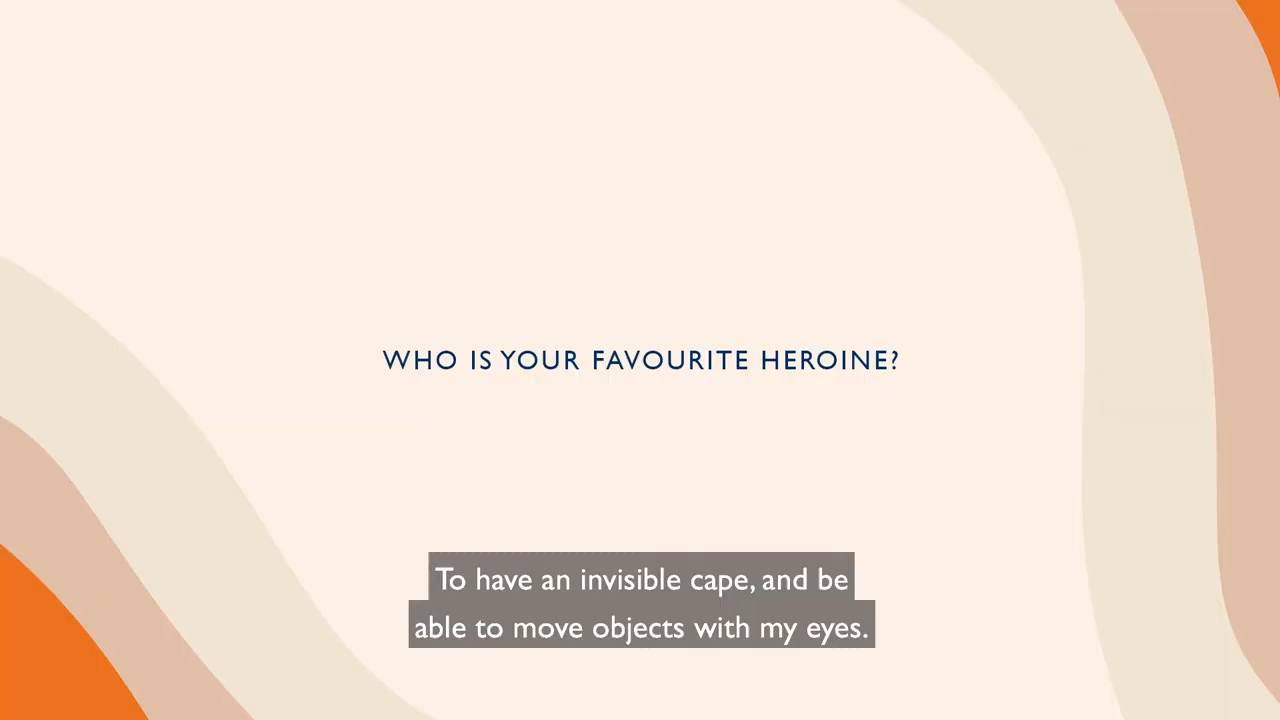 WHO IS YOUR FAVOURITE HEROINE?
To have an invisible cape, and be
able to move objects with my eyes.